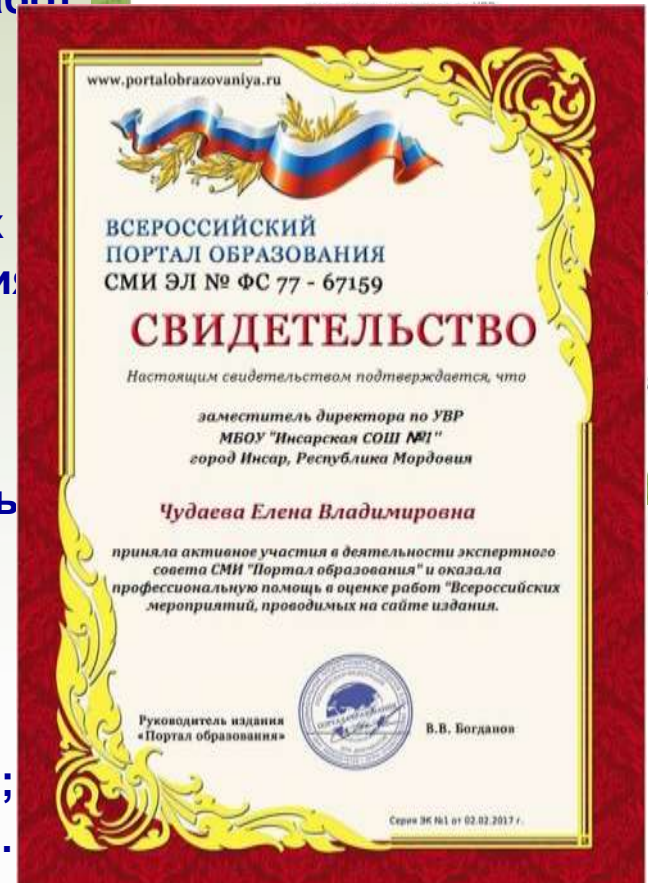 www.portalobrazovaniya.ru
ВСЕРОССИЙСКИЙ
ПОРТАЛ ОБРАЗОВАНИЯ
СМИ ЭЛ № ФС 77 - 67159
СВИДЕТЕЛЬСТВО
Настоящим свидетельством подтверждается, что
заместитель директора по УВР
МБОУ "Инсарская СОШ №1"
город Инсар, Республика Мордовия
Чудаева Елена Владимировна
приняла активное участия в деятельности экспертного
совета СМИ "Портал образования" и оказала
профессиональную помощь в оценке работ "Всероссийских
мероприятий, проводимых на сайте издания.
Руководитель издания
«Портал образования»
В.В. Богданов
Серия ЭК №1 от 02.02.2017 г.